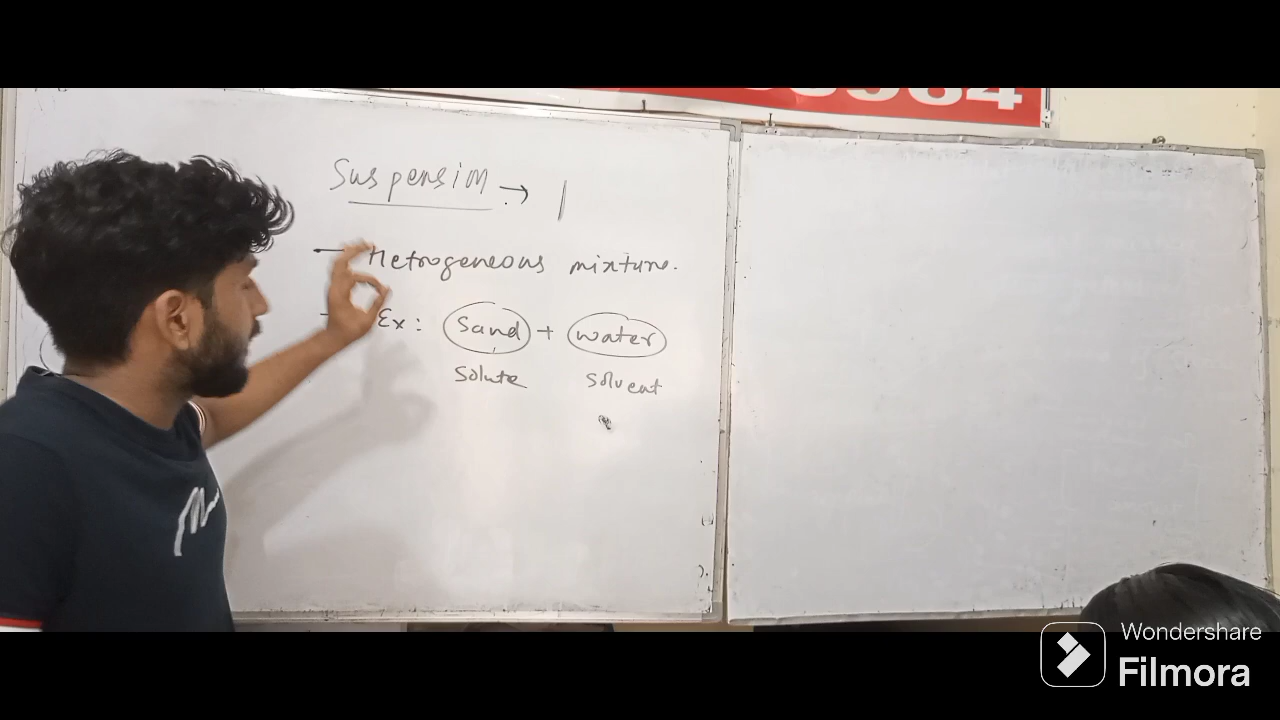 Suspension → |
- Hetrogeneous mixture.
- Ex: Sand + water
solute solvent
Wondershare
Filmora